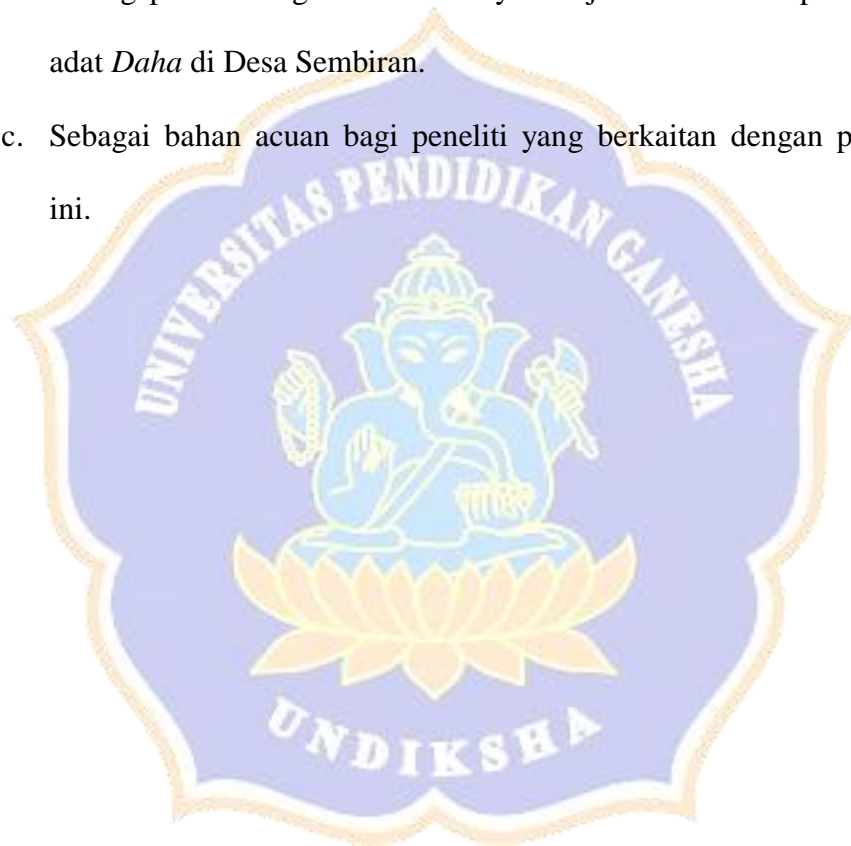 adat Daha di Desa Sembiran.
c. Sebagai bahan acuan bagi peneliti yang berkaitan dengan p
ini.
UNIVERSITAS PENDIDIKAN GANESHA
UNDIKSHA